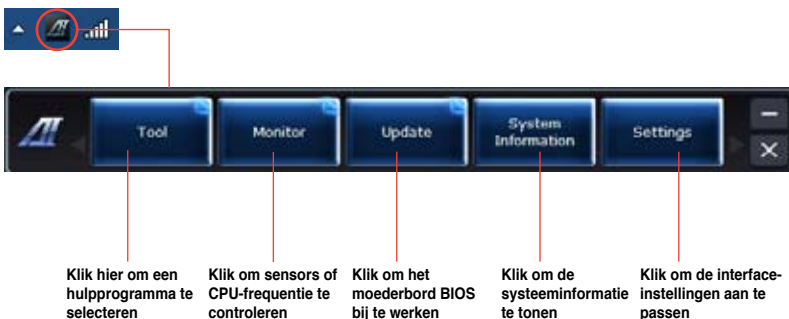 Tool
Monitor
Update
System
Information
Settings
Klik hier om een
hulpprogramma te
selecteren
Klik om sensors of
CPU-frequentie te
controleren
Klik om het
moederbord BIOS
bij te werken
Klik om de
systeeminformatie
te tonen
Klik om de interface-
instellingen aan te
passen